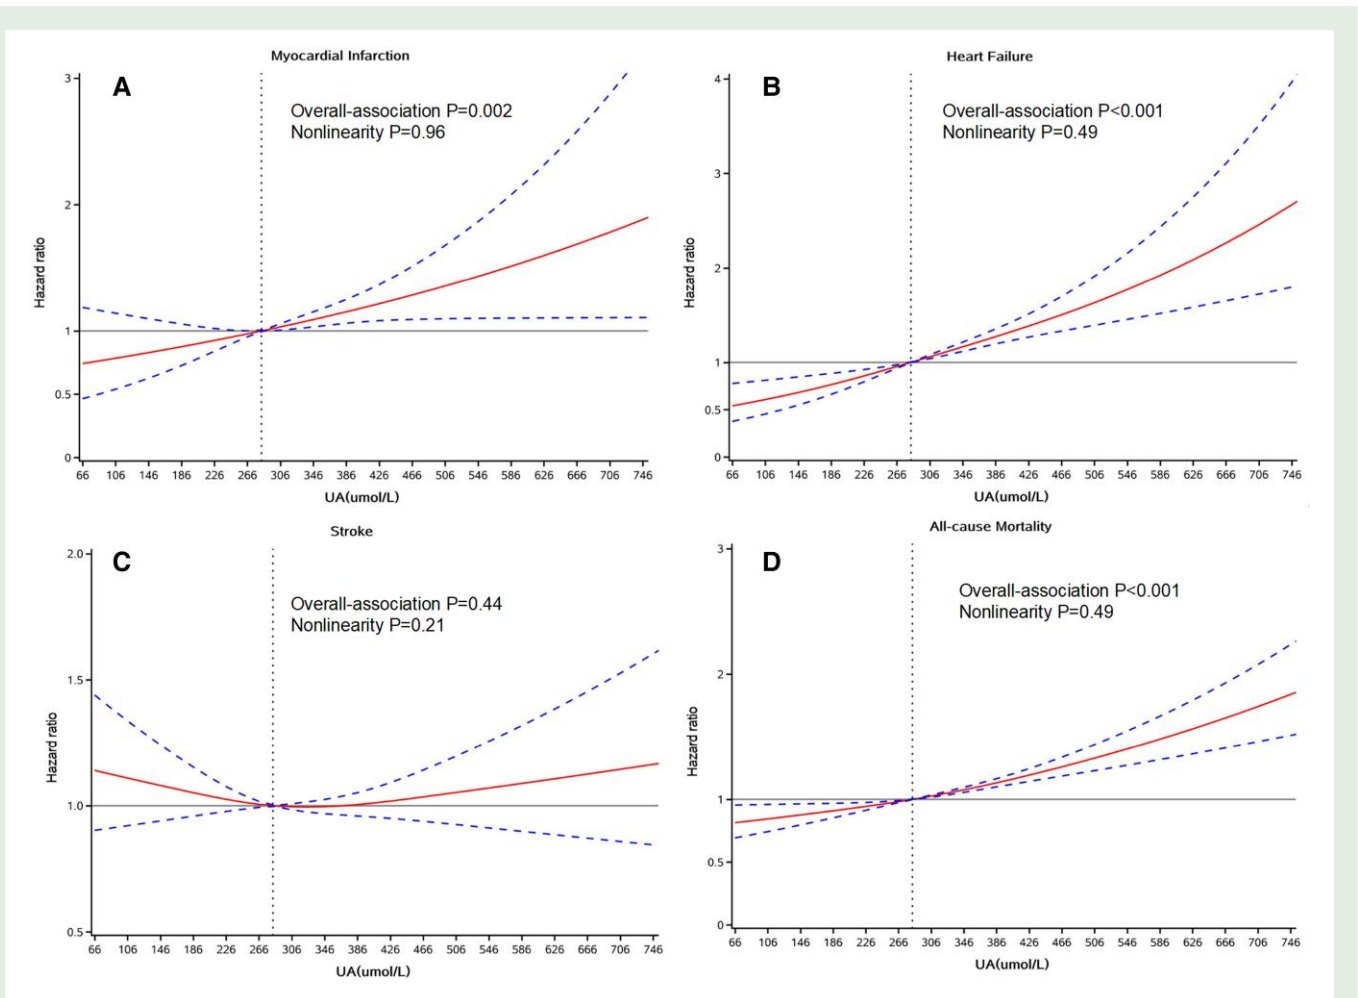 Myocardial Infarction
A
Overall-association P=0.002
Nonlinearity P=0.96
Hazard ratio
3
2
1
0.5
0
66 106 146 186 226 266 306 346 386 426 466 506 546 586 626 666 706 746
UA(umol/L)
Heart Failure
B
Overall-association P<0.001
Nonlinearity P=0.49
Hazard ratio
4
3
2
1
0.5
0
66 106 146 186 226 266 306 346 386 426 466 506 546 586 626 666 706 746
UA(umol/L)
Stroke
C
Overall-association P=0.44
Nonlinearity P=0.21
Hazard ratio
2.0
1.5
1.0
0.5
66 106 146 186 226 266 306 346 386 426 466 506 546 586 626 666 706 746
UA(umol/L)
All-cause Mortality
D
Overall-association P<0.001
Nonlinearity P=0.49
Hazard ratio
3
2
1
0.5
0
66 106 146 186 226 266 306 346 386 426 466 506 546 586 626 666 706 746
UA(umol/L)